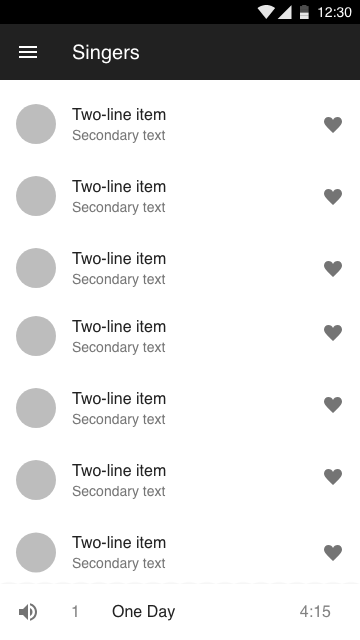 12:30
Singers
Two-line item
Secondary text
Two-line item
Secondary text
Two-line item
Secondary text
Two-line item
Secondary text
Two-line item
Secondary text
Two-line item
Secondary text
Two-line item
Secondary text
1 One Day 4:15